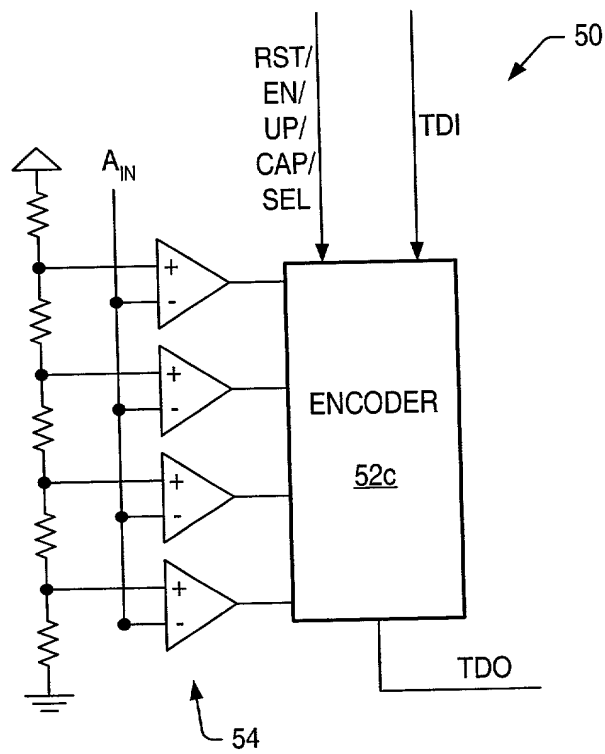 50
RST/
EN/
UP/
CAP/
SEL
TDI
A_IN
+
-
+
-
ENCODER
52c
+
-
+
-
TDO
54